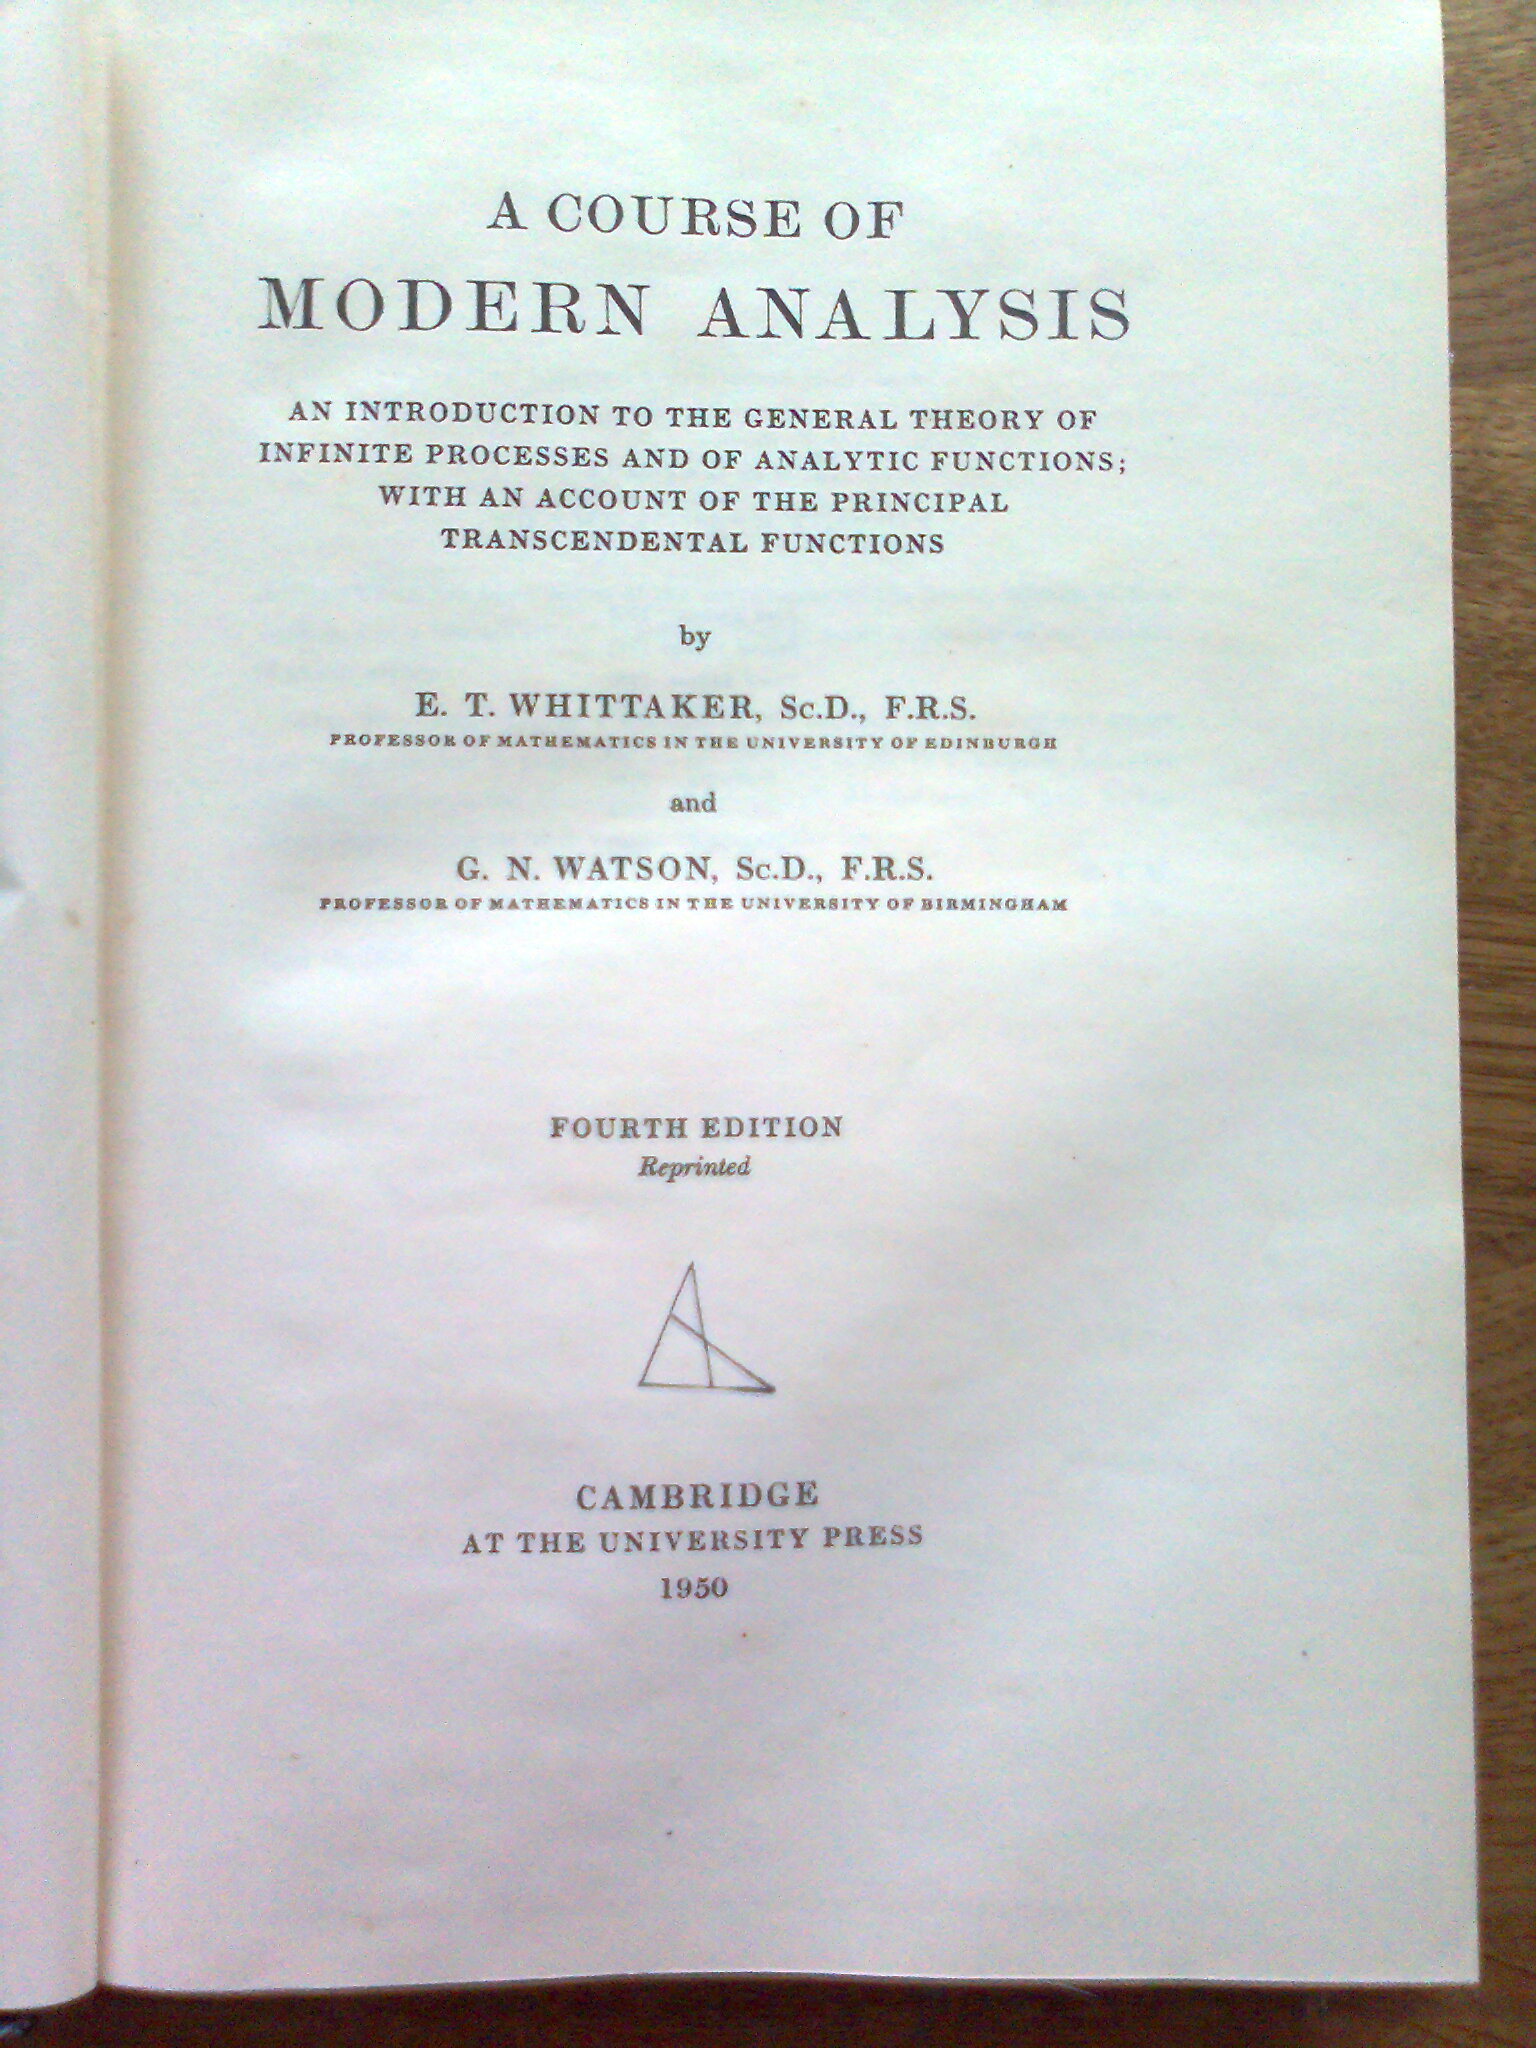 A COURSE OF
MODERN ANALYSIS
AN INTRODUCTION TO THE GENERAL THEORY OF
INFINITE PROCESSES AND OF ANALYTIC FUNCTIONS;
WITH AN ACCOUNT OF THE PRINCIPAL
TRANSCENDENTAL FUNCTIONS
by
E. T. WHITTAKER, Sc.D., F.R.S.
PROFESSOR OF MATHEMATICS IN THE UNIVERSITY OF EDINBURGH
and
G. N. WATSON, Sc.D., F.R.S.
PROFESSOR OF MATHEMATICS IN THE UNIVERSITY OF BIRMINGHAM
FOURTH EDITION
Reprinted
CAMBRIDGE
AT THE UNIVERSITY PRESS
1950